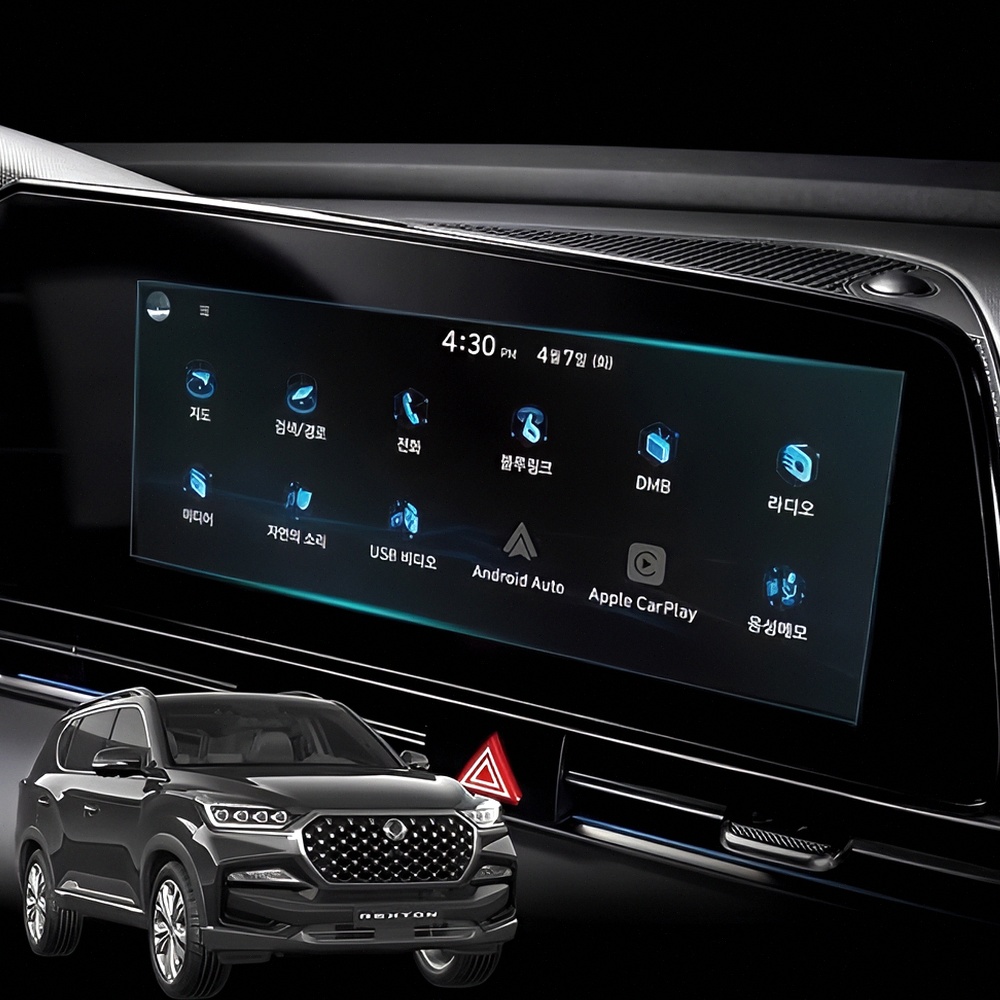 4:30 PM 4월 7일 (화)
지도
검색/경로
전화
블루링크
DMB
라디오
미디어
자연의 소리
USB 비디오
Android Auto
Apple CarPlay
음성메모
REXTON